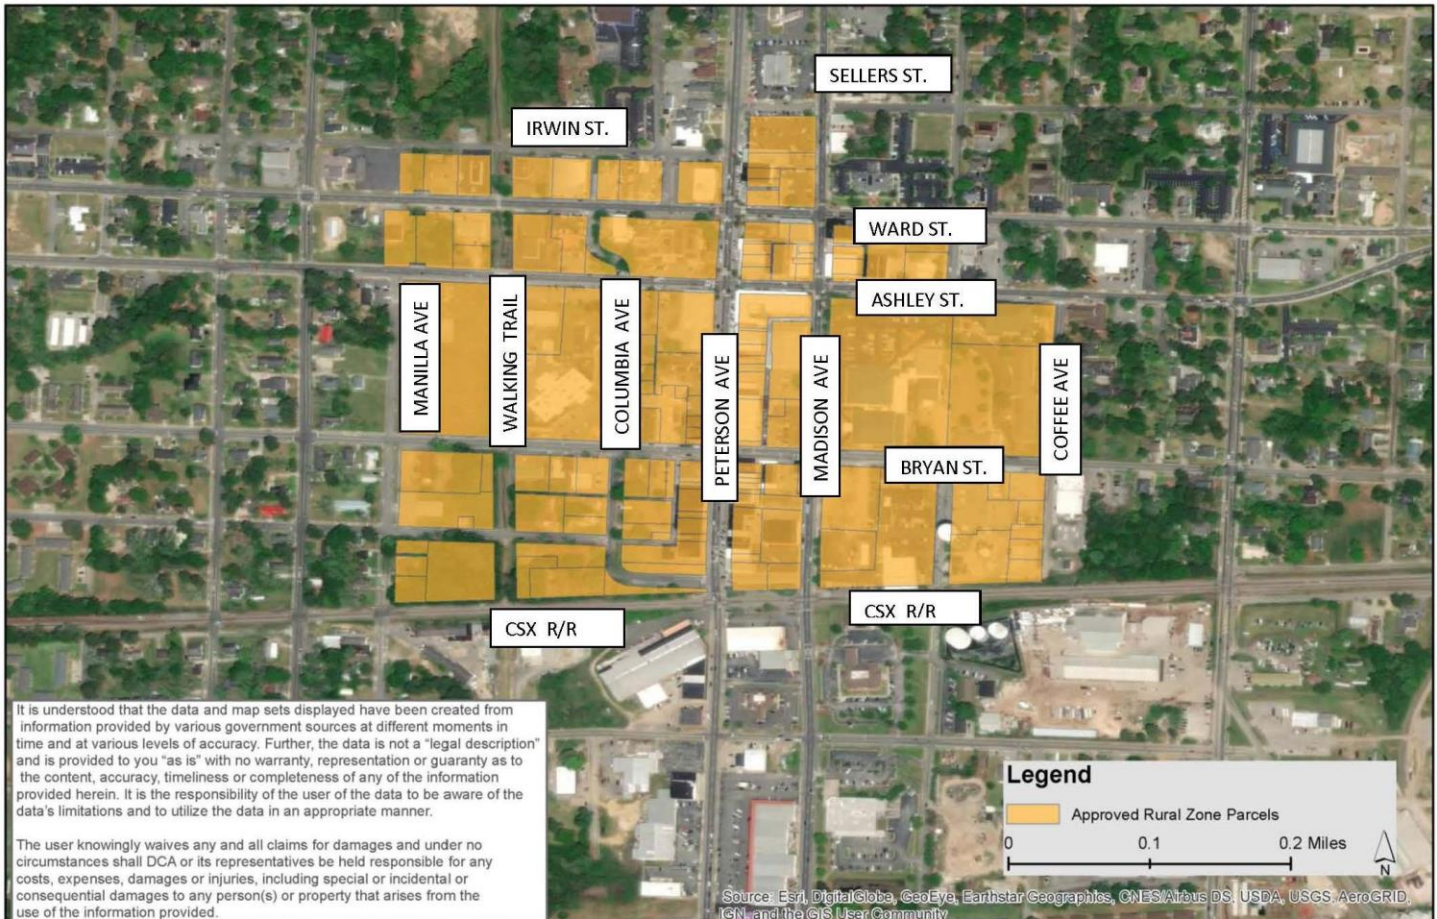 SELLERS ST.
IRWIN ST.
WARD ST.
ASHLEY ST.
MANILLA AVE
WALKING TRAIL
COLUMBIA AVE
PETERSON AVE
MADISON AVE
COFFEE AVE
BRYAN ST.
CSX R/R
CSX R/R
It is understood that the data and map sets displayed have been created from
information provided by various government sources at different moments in
time and at various levels of accuracy. Further, the data is not a "legal description"
and is provided to you "as is" with no warranty, representation or guaranty as to
the content, accuracy, timeliness or completeness of any of the information
provided herein. It is the responsibility of the user of the data to be aware of the
data's limitations and to utilize the data in an appropriate manner.
The user knowingly waives any and all claims for damages and under no
circumstances shall DCA or its representatives be held responsible for any
costs, expenses, damages or injuries, including special or incidental or
consequential damages to any person(s) or property that arises from the
use of the information provided.
Legend
Approved Rural Zone Parcels
0 0.1 0.2 Miles
N
Source: Esri, DigitalGlobe, GeoEye, Earthstar Geographics, CNES/Airbus DS, USDA, USGS, AeroGRID,
IGN, and the GIS User Community